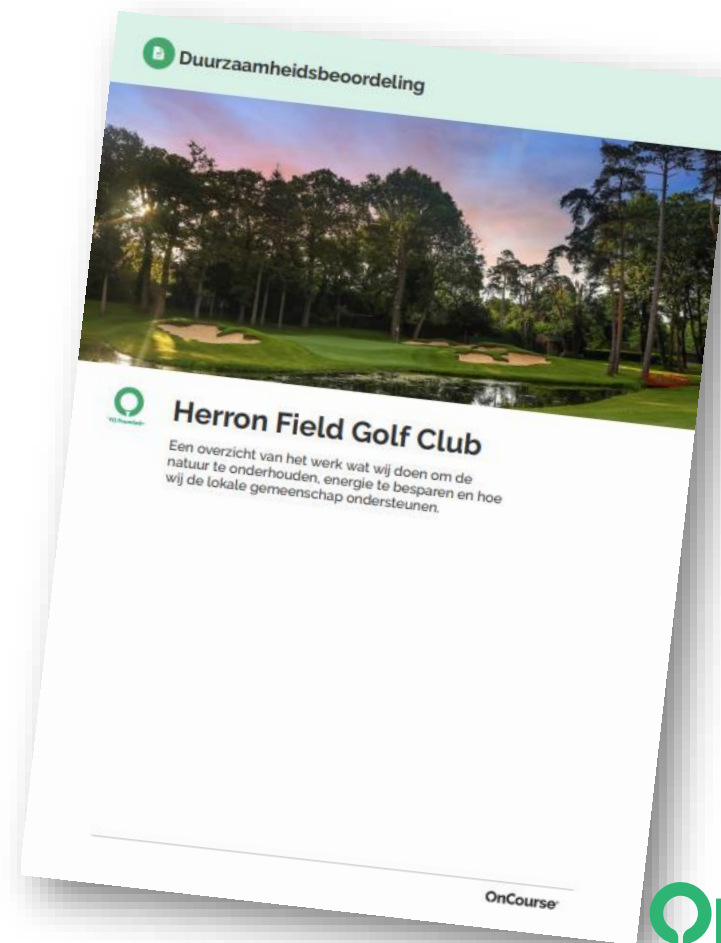 Duurzaamheidsbeoordeling
Herron Field Golf Club
Een overzicht van het werk wat wij doen om de
natuur te onderhouden, energie te besparen en hoe
wij de lokale gemeenschap ondersteunen.
OnCourse